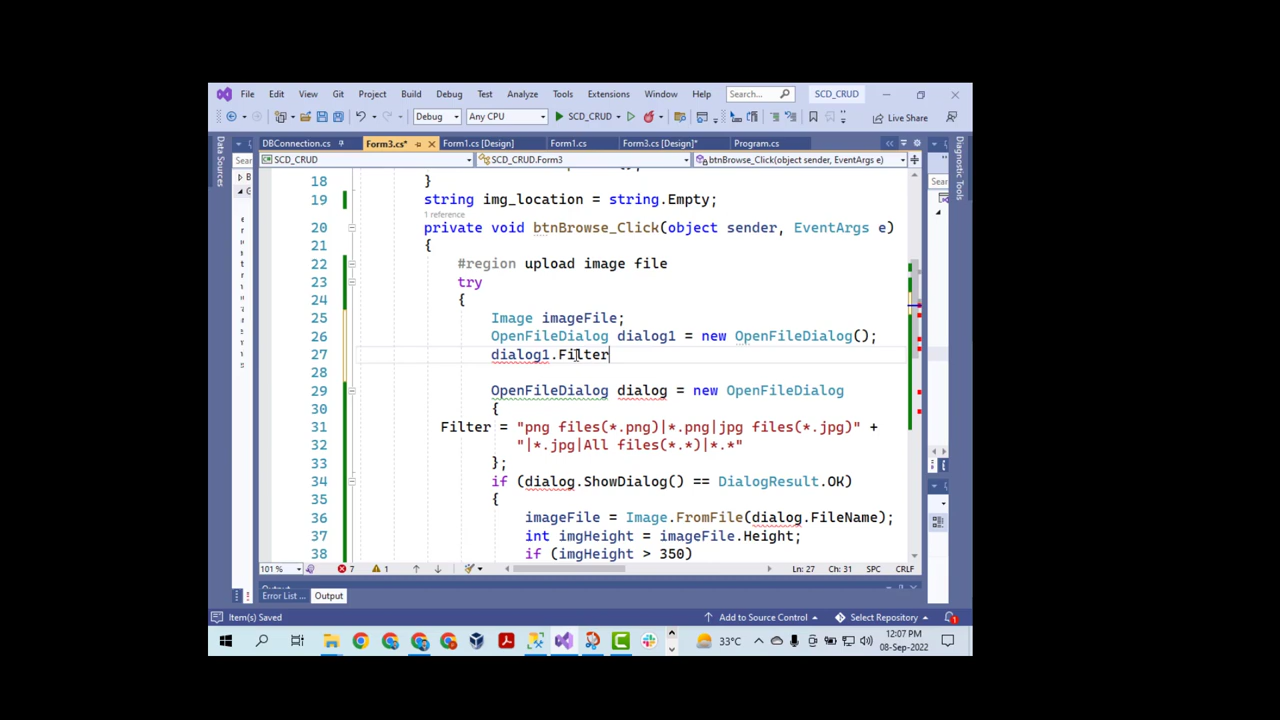 File Edit View Git Project Build Debug Test Analyze Tools Extensions Window Help Search... SCD_CRUD
Debug Any CPU SCD_CRUD Live Share
DBConnection.cs Form3.cs* Form1.cs [Design] Form1.cs Form3.cs [Design]* Program.cs
SCD_CRUD SCD_CRUD.Form3 btnBrowse_Click(object sender, EventArgs e)
Data Sources
Diagnostic Tools
18 }
19 string img_location = string.Empty;
1 reference
20 private void btnBrowse_Click(object sender, EventArgs e)
21 {
22 #region upload image file
23 try
24 {
25 Image imageFile;
26 OpenFileDialog dialog1 = new OpenFileDialog();
27 dialog1.Filter
28
29 OpenFileDialog dialog = new OpenFileDialog
30 {
31 Filter = "png files(*.png)|*.png|jpg files(*.jpg)" +
32 "|*.jpg|All files(*.*)|*.*"
33 };
34 if (dialog.ShowDialog() == DialogResult.OK)
35 {
36 imageFile = Image.FromFile(dialog.FileName);
37 int imgHeight = imageFile.Height;
38 if (imgHeight > 350)
101 % 7 1 Ln: 27 Ch: 31 SPC CRLF
Error List ... Output
Item(s) Saved Add to Source Control Select Repository 1
33°C 12:07 PM
08-Sep-2022